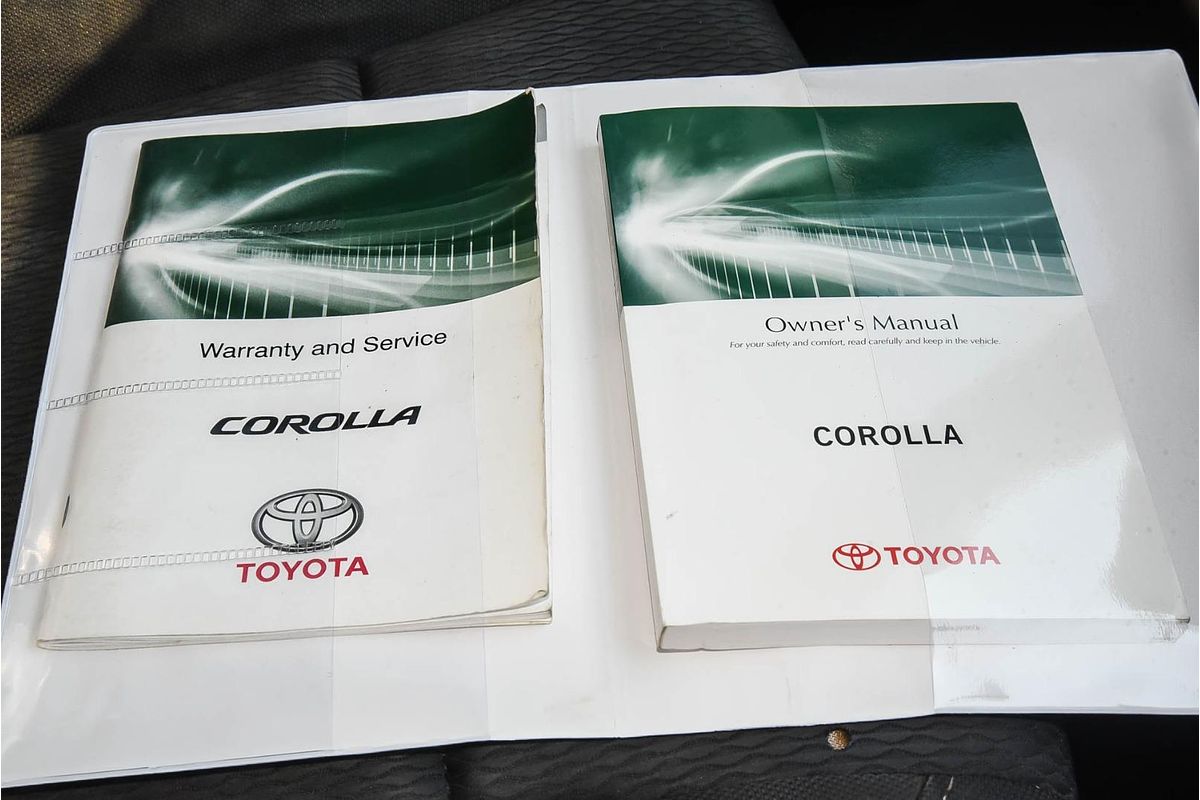 Warranty and Service
COROLLA
TOYOTA
Owner's Manual
For your safety and comfort, read carefully and keep in the vehicle.
COROLLA
TOYOTA